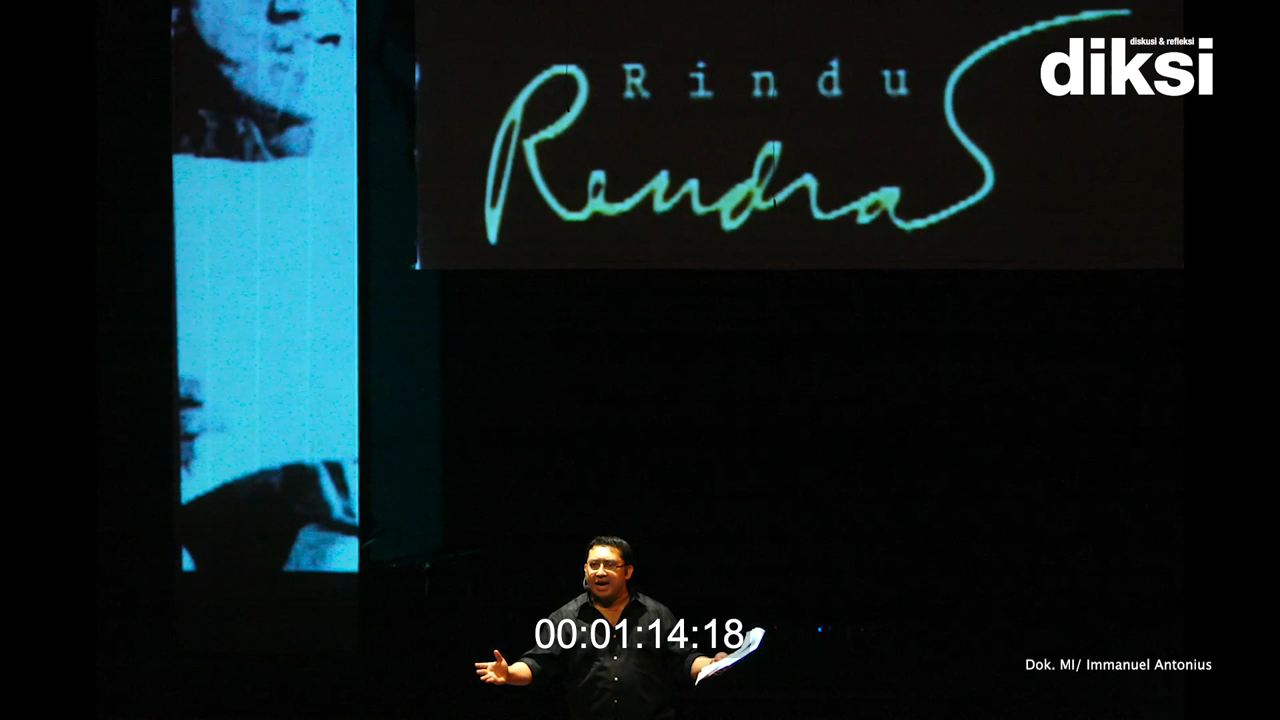 diskusi & refleksi
diksi
Rindu
Rendra
00:01:14:18
Dok. MI/ Immanuel Antonius